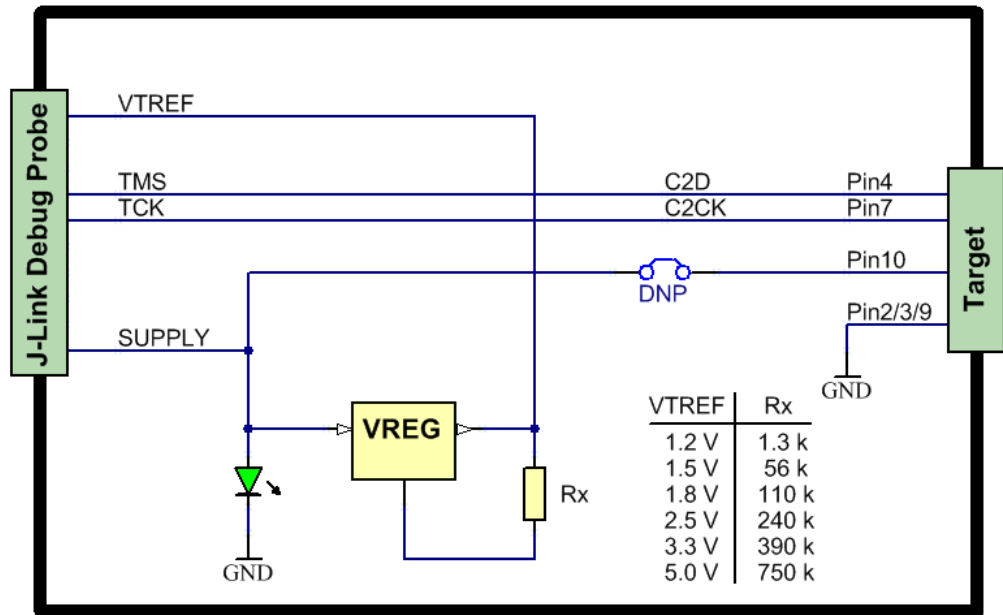 J-Link Debug Probe
VTREF
TMS
C2D
Pin4
TCK
C2CK
Pin7
Pin10
DNP
Pin2/3/9
SUPPLY
Target
GND
VREG
Rx
GND
VTREF Rx
1.2 V 1.3 k
1.5 V 56 k
1.8 V 110 k
2.5 V 240 k
3.3 V 390 k
5.0 V 750 k